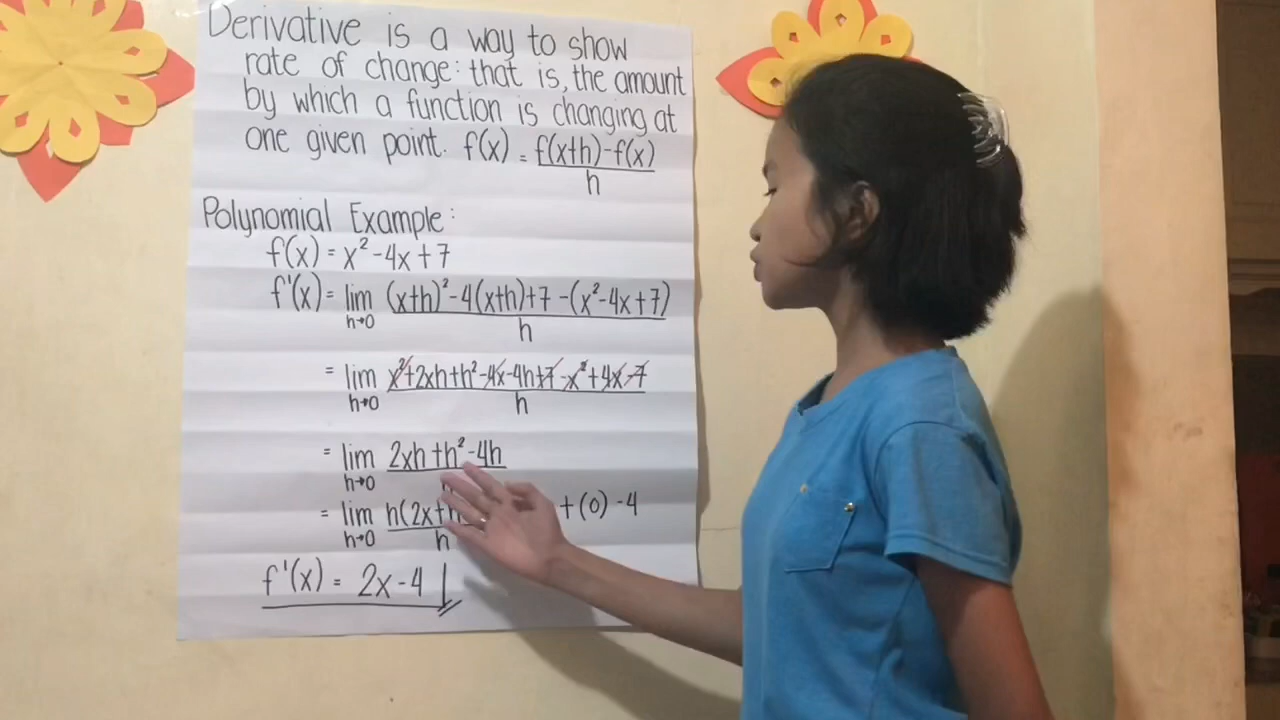 Derivative is a way to show
rate of change: that is, the amount
by which a function is changing at
one given point. f(x) = f(x+h)-f(x)
h
Polynomial Example:
f(x) = x² - 4x + 7
f'(x) = lim (x+h)² - 4(x+h) + 7 - (x² - 4x + 7)
h→0 h
= lim x² + 2xh + h² - 4x - 4h + 7 - x² + 4x - 7
h→0 h
= lim 2xh + h² - 4h
h→0
= lim h(2x+h + (0) - 4
h→0 h
f'(x) = 2x - 4